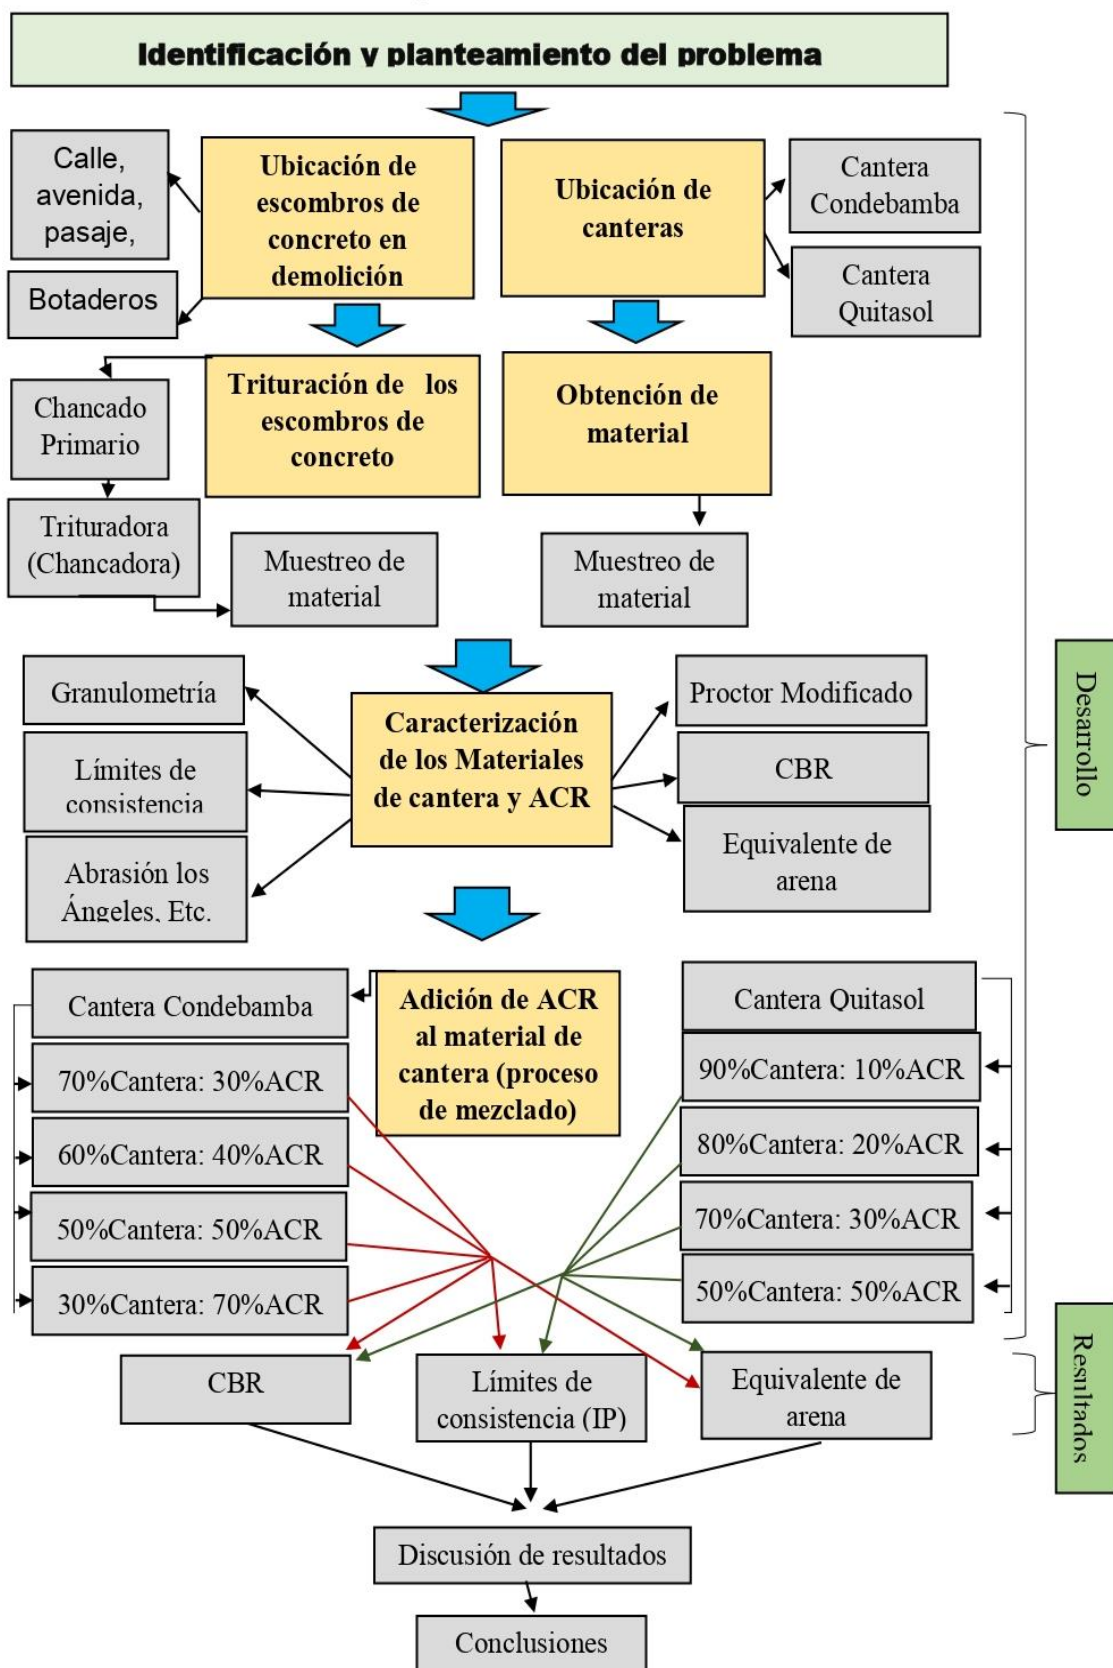 Identificación y planteamiento del problema
Calle,
avenida,
pasaje,
Botaderos
Ubicación de
escombros de
concreto en
demolición
Ubicación de
canteras
Cantera
Condebamba
Cantera
Quitasol
Chancado
Primario
Trituradora
(Chancadora)
Trituración de los
escombros de
concreto
Obtención de
material
Muestreo de
material
Muestreo de
material
Granulometría
Límites de
consistencia
Abrasión los
Ángeles, Etc.
Caracterización
de los Materiales
de cantera y ACR
Proctor Modificado
CBR
Equivalente de
arena
Desarrollo
Cantera Condebamba
70%Cantera: 30%ACR
60%Cantera: 40%ACR
50%Cantera: 50%ACR
30%Cantera: 70%ACR
Adición de ACR
al material de
cantera (proceso
de mezclado)
Cantera Quitasol
90%Cantera: 10%ACR
80%Cantera: 20%ACR
70%Cantera: 30%ACR
50%Cantera: 50%ACR
CBR
Límites de
consistencia (IP)
Equivalente de
arena
Resultados
Discusión de resultados
Conclusiones